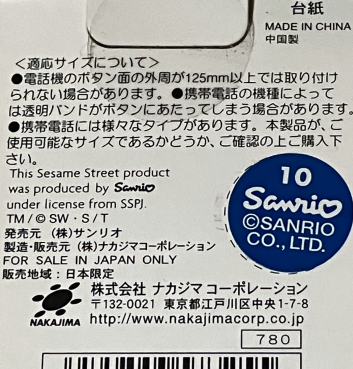 台紙
MADE IN CHINA
中国製
＜適応サイズについて＞
●電話機のボタン面の外周が125mm以上では取り付け
られない場合があります。●携帯電話の機種によって
は透明バンドがボタンにあたってしまう場合があります。
●携帯電話には様々なタイプがあります。本製品が、ご
使用可能なサイズであるかどうか、ご確認の上ご購入下
さい。
This Sesame Street product
was produced by Sanrio
under license from SSPJ.
TM/© SW・S/T
発売元（株）サンリオ
製造・販売元（株）ナカジマコーポレーション
FOR SALE IN JAPAN ONLY
販売地域：日本限定
10
Sanrio
©SANRIO
CO., LTD.
NAKAJIMA
株式会社 ナカジマコーポレーション
〒132-0021 東京都江戸川区中央1-7-8
http://www.nakajimacorp.co.jp
780